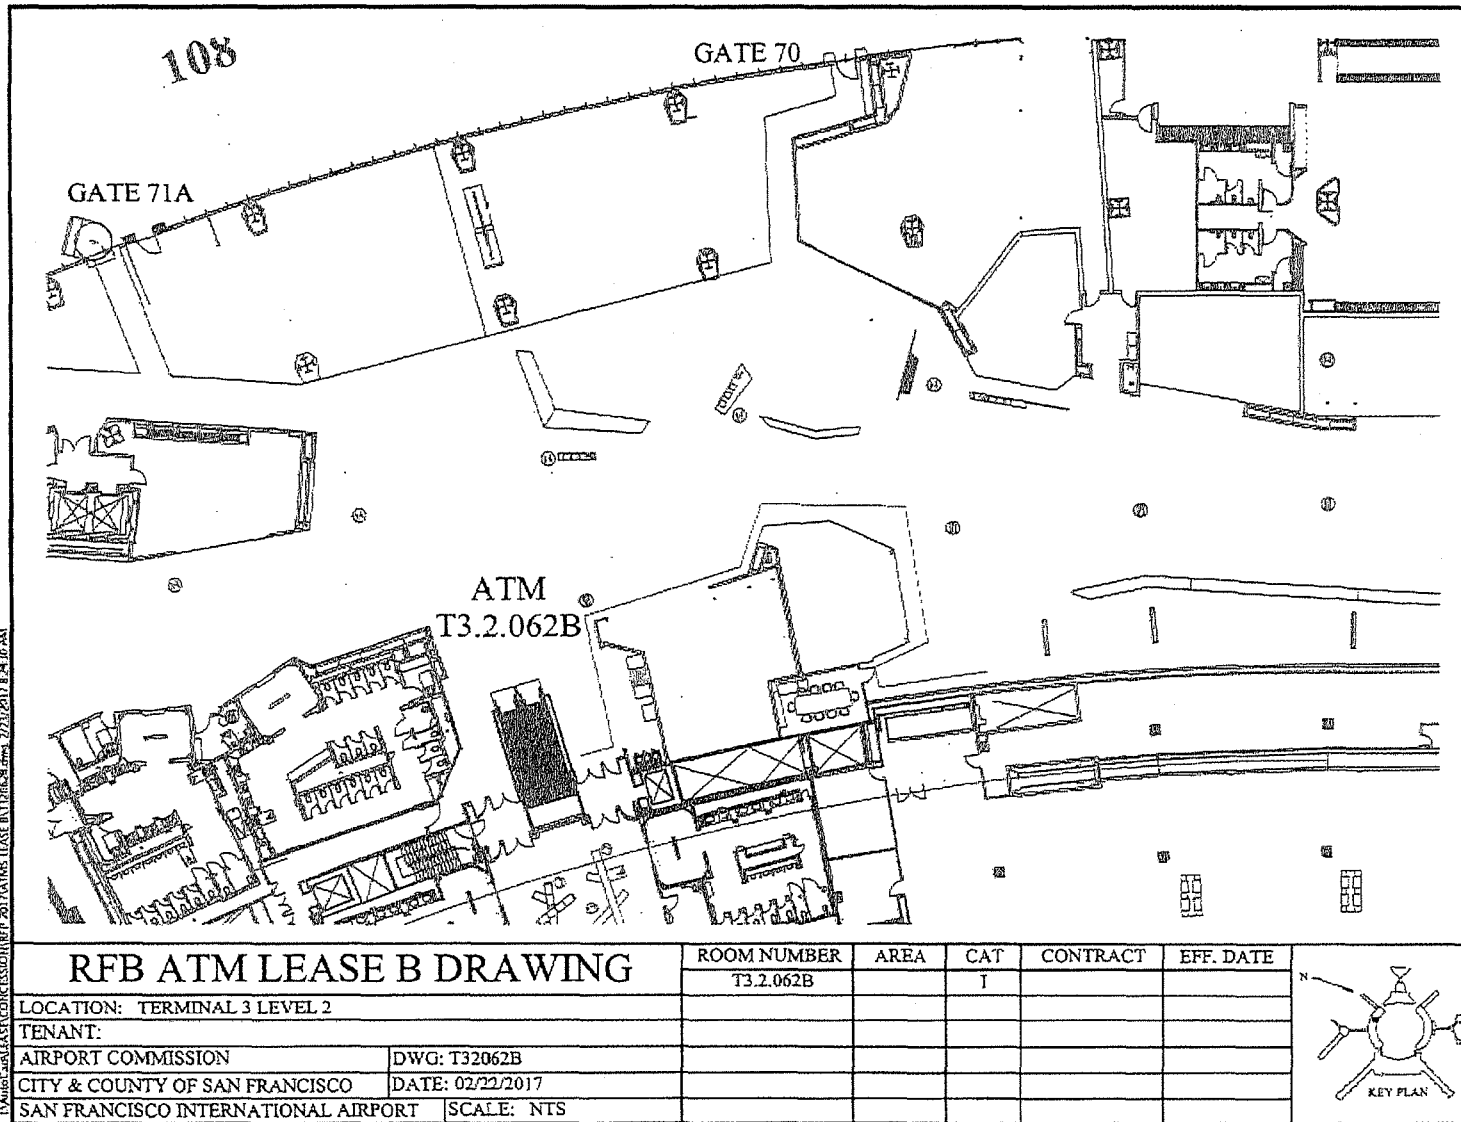 108
GATE 70
GATE 71A
ATM
T3.2.062B
RFB ATM LEASE B DRAWING
LOCATION: TERMINAL 3 LEVEL 2
TENANT:
AIRPORT COMMISSION DWG: T32062B
CITY & COUNTY OF SAN FRANCISCO DATE: 02/22/2017
SAN FRANCISCO INTERNATIONAL AIRPORT SCALE: NTS
ROOM NUMBER AREA CAT CONTRACT EFF. DATE
T3.2.062B I
N
KEY PLAN